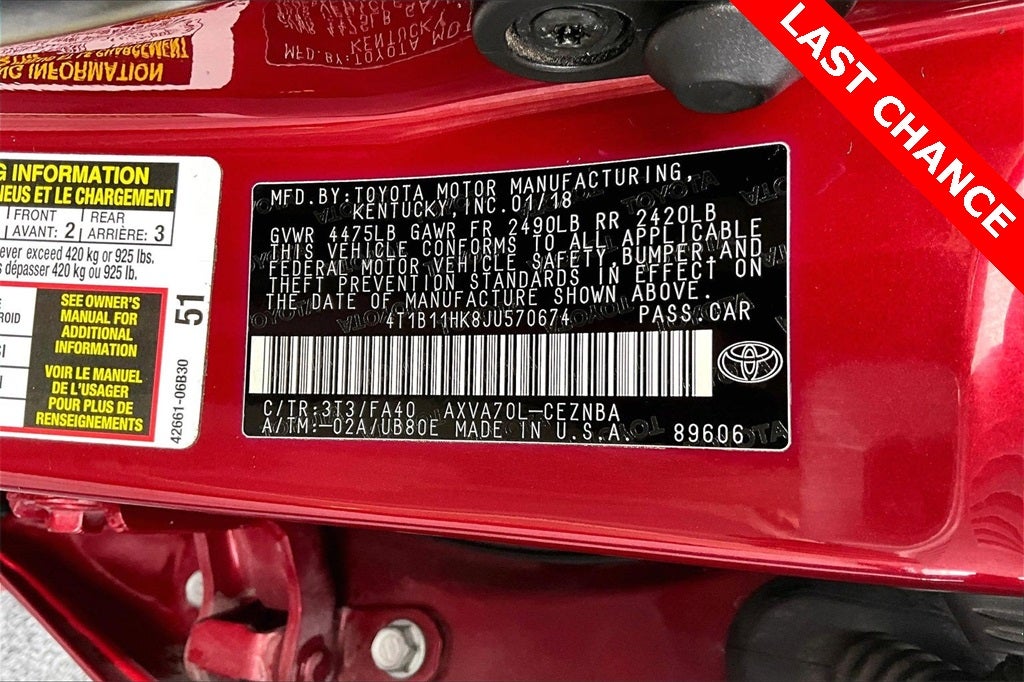 LAST CHANCE
MFD. BY: TOYOTA MOTOR MANUFACTURING,
KENTUCKY, INC. 01/18
GVWR 4475LB GAWR FR 2490LB RR 2420LB
THIS VEHICLE CONFORMS TO ALL APPLICABLE
FEDERAL MOTOR VEHICLE SAFETY, BUMPER, AND
THEFT PREVENTION STANDARDS IN EFFECT ON
THE DATE OF MANUFACTURE SHOWN ABOVE.
4T1B11HK8JU570674 PASS. CAR
C/TR: 3T3/FA40 AXVA70L-CEZNBA
A/TM: -02A/UB80E MADE IN U.S.A. 89606
G INFORMATION
NEUS ET LE CHARGEMENT
FRONT 2 REAR 3
AVANT: ARRIÈRE:
ever exceed 420 kg or 925 lbs.
s dépasser 420 kg ou 925 lb.
SEE OWNER'S
MANUAL FOR
ADDITIONAL
INFORMATION
VOIR LE MANUEL
DE L'USAGER
POUR PLUS DE
RENSEIGNEMENTS
51
42661-06B30